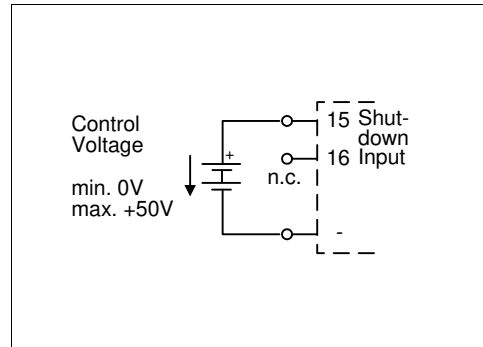 Control
Voltage
min. 0V
max. +50V
+
n.c.
15 Shut-
down
16 Input
-